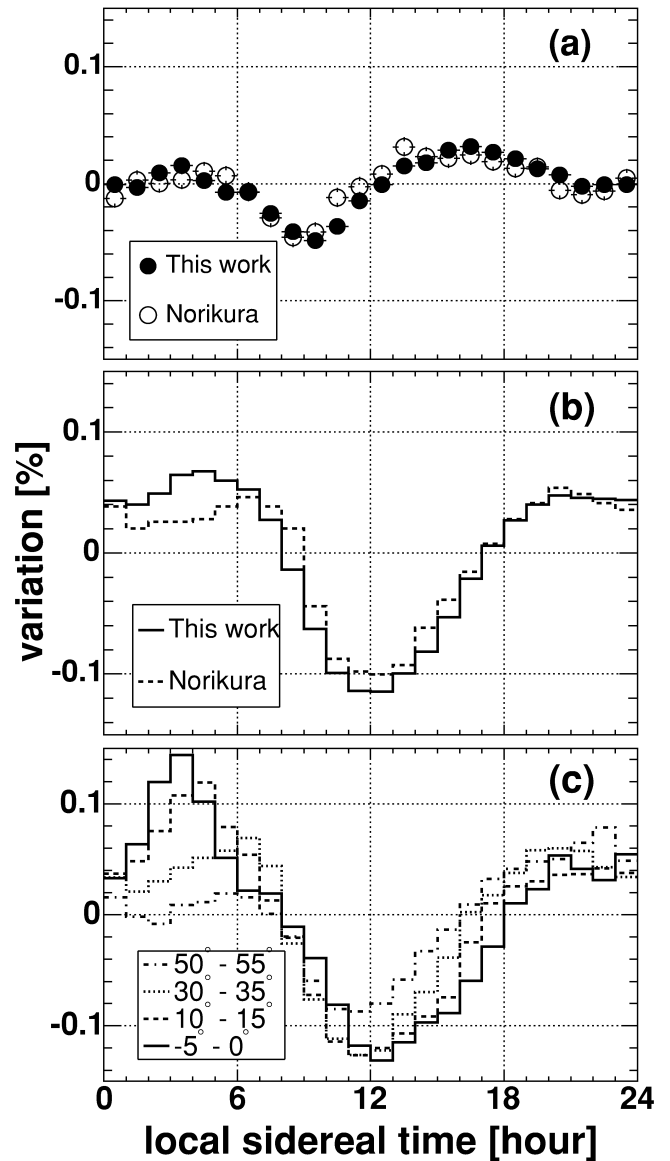 (a)
0.1
0
-0.1
This work
Norikura
(b)
0.1
0
-0.1
This work
Norikura
variation [%]
(c)
0.1
0
-0.1
50° - 55°
30° - 35°
10° - 15°
-5° - 0°
0 6 12 18 24
local sidereal time [hour]